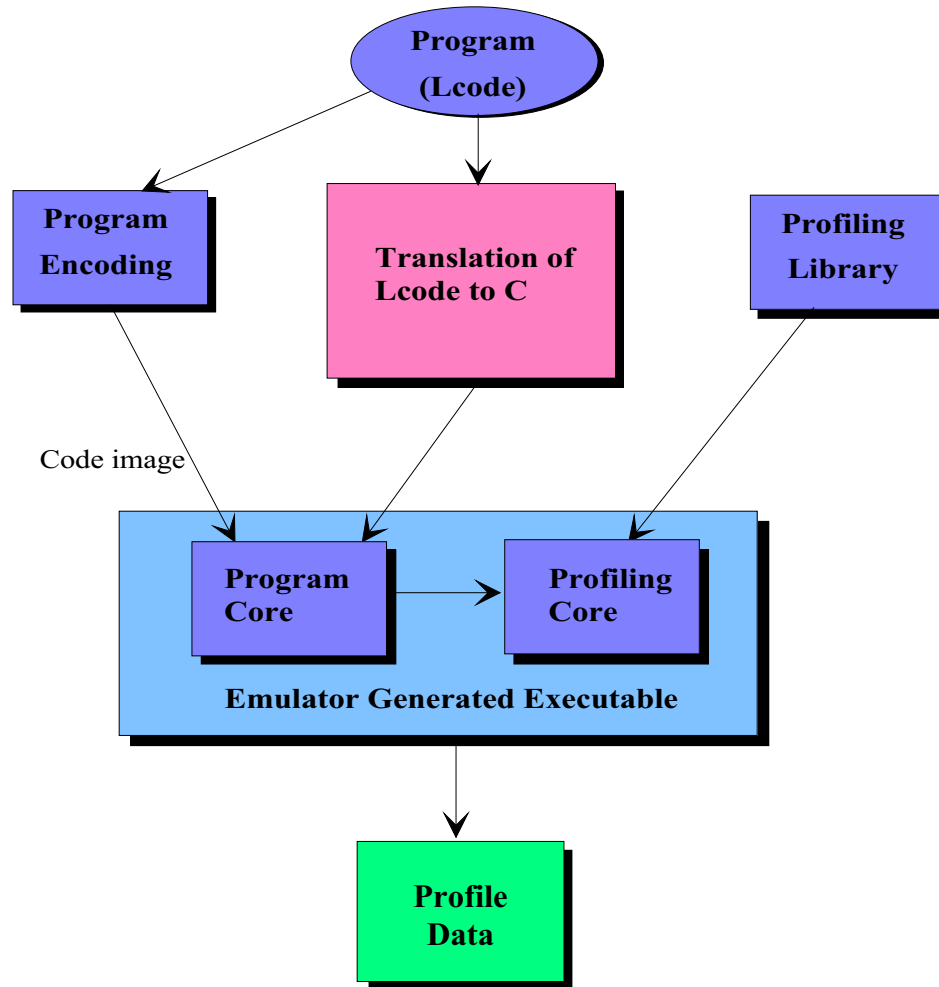 Program
(Lcode)
Program
Encoding
Translation of
Lcode to C
Profiling
Library
Code image
Program
Core
Profiling
Core
Emulator Generated Executable
Profile
Data